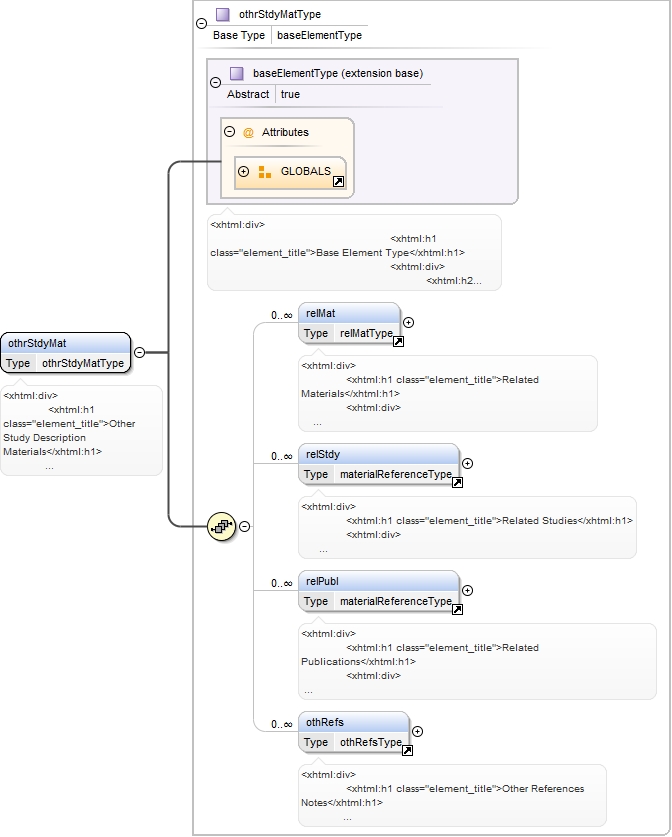 othrStdyMatType
Base Type baseElementType
baseElementType (extension base)
Abstract true
@ Attributes
GLOBALS
<xhtml:div>
<xhtml:h1
class="element_title">Base Element Type</xhtml:h1>
<xhtml:div>
<xhtml:h2...
othrStdyMat
Type othrStdyMatType
<xhtml:div>
<xhtml:h1
class="element_title">Other
Study Description
Materials</xhtml:h1>
...
0..∞ relMat
Type relMatType
<xhtml:div>
<xhtml:h1 class="element_title">Related
Materials</xhtml:h1>
<xhtml:div>
...
0..∞ relStdy
Type materialReferenceType
<xhtml:div>
<xhtml:h1 class="element_title">Related Studies</xhtml:h1>
<xhtml:div>
...
0..∞ relPubl
Type materialReferenceType
<xhtml:div>
<xhtml:h1 class="element_title">Related
Publications</xhtml:h1>
<xhtml:div>
...
0..∞ othRefs
Type othRefsType
<xhtml:div>
<xhtml:h1 class="element_title">Other References
Notes</xhtml:h1>
...